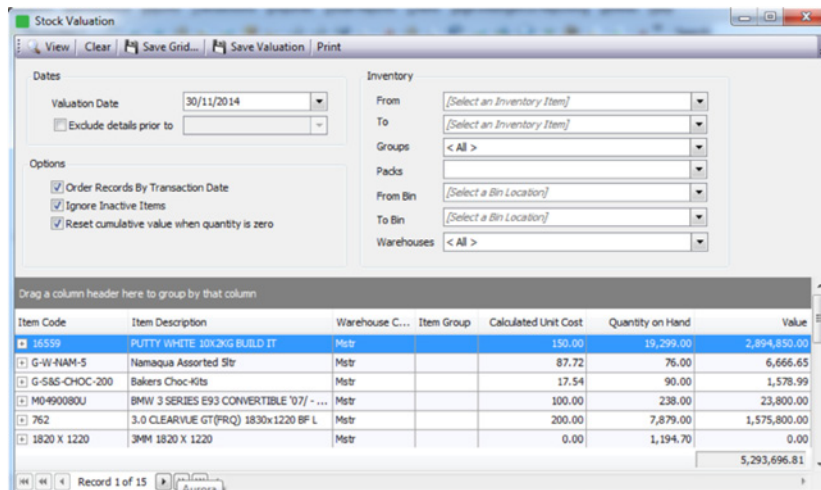 Stock Valuation
View Clear Save Grid... Save Valuation Print
Dates
Valuation Date 30/11/2014
Exclude details prior to
Options
Order Records By Transaction Date
Ignore Inactive Items
Reset cumulative value when quantity is zero
Inventory
From [Select an Inventory Item]
To [Select an Inventory Item]
Groups < All >
Packs
From Bin [Select a Bin Location]
To Bin [Select a Bin Location]
Warehouses < All >
Drag a column header here to group by that column
Item Code Item Description Warehouse C... Item Group Calculated Unit Cost Quantity on Hand Value
16559 PUTTY WHITE 10X2KG BUILD IT Mstr 150.00 19,299.00 2,894,850.00
G-W-NAM-5 Namaqua Assorted 5ltr Mstr 87.72 76.00 6,666.65
G-S&S-CHOC-200 Bakers Choc-Kits Mstr 17.54 90.00 1,578.99
M0490080U BMW 3 SERIES E93 CONVERTIBLE '07/ - ... Mstr 100.00 238.00 23,800.00
762 3.0 CLEARVUE GT(FRQ) 1830x1220 BF L Mstr 200.00 7,879.00 1,575,800.00
1820 X 1220 3MM 1820 X 1220 Mstr 0.00 1,194.70 0.00
5,293,696.81
Record 1 of 15